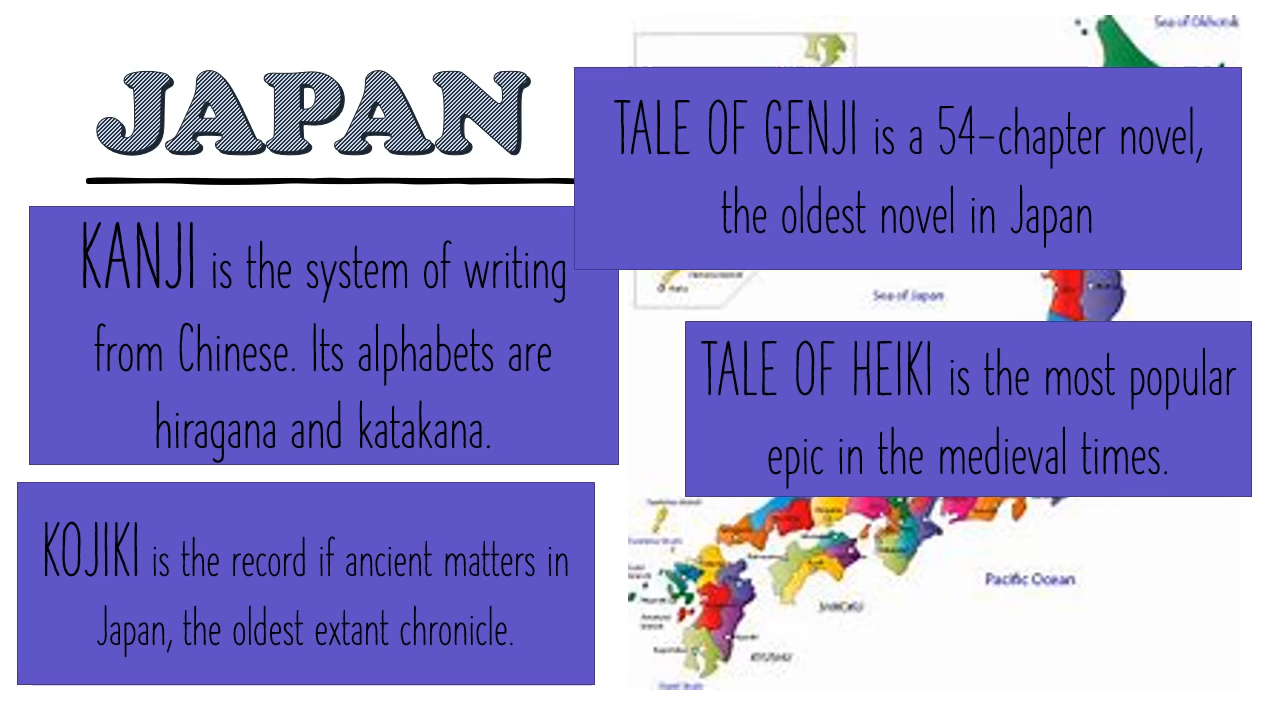 JAPAN
KANJI is the system of writing
from Chinese. Its alphabets are
hiragana and katakana.
KOJIKI is the record if ancient matters in
Japan, the oldest extant chronicle.
Sea of Okhotsk
TALE OF GENJI is a 54-chapter novel,
the oldest novel in Japan
Sea of Japan
TALE OF HEIKI is the most popular
epic in the medieval times.
Pacific Ocean
SHIKOKU
KYUSHU